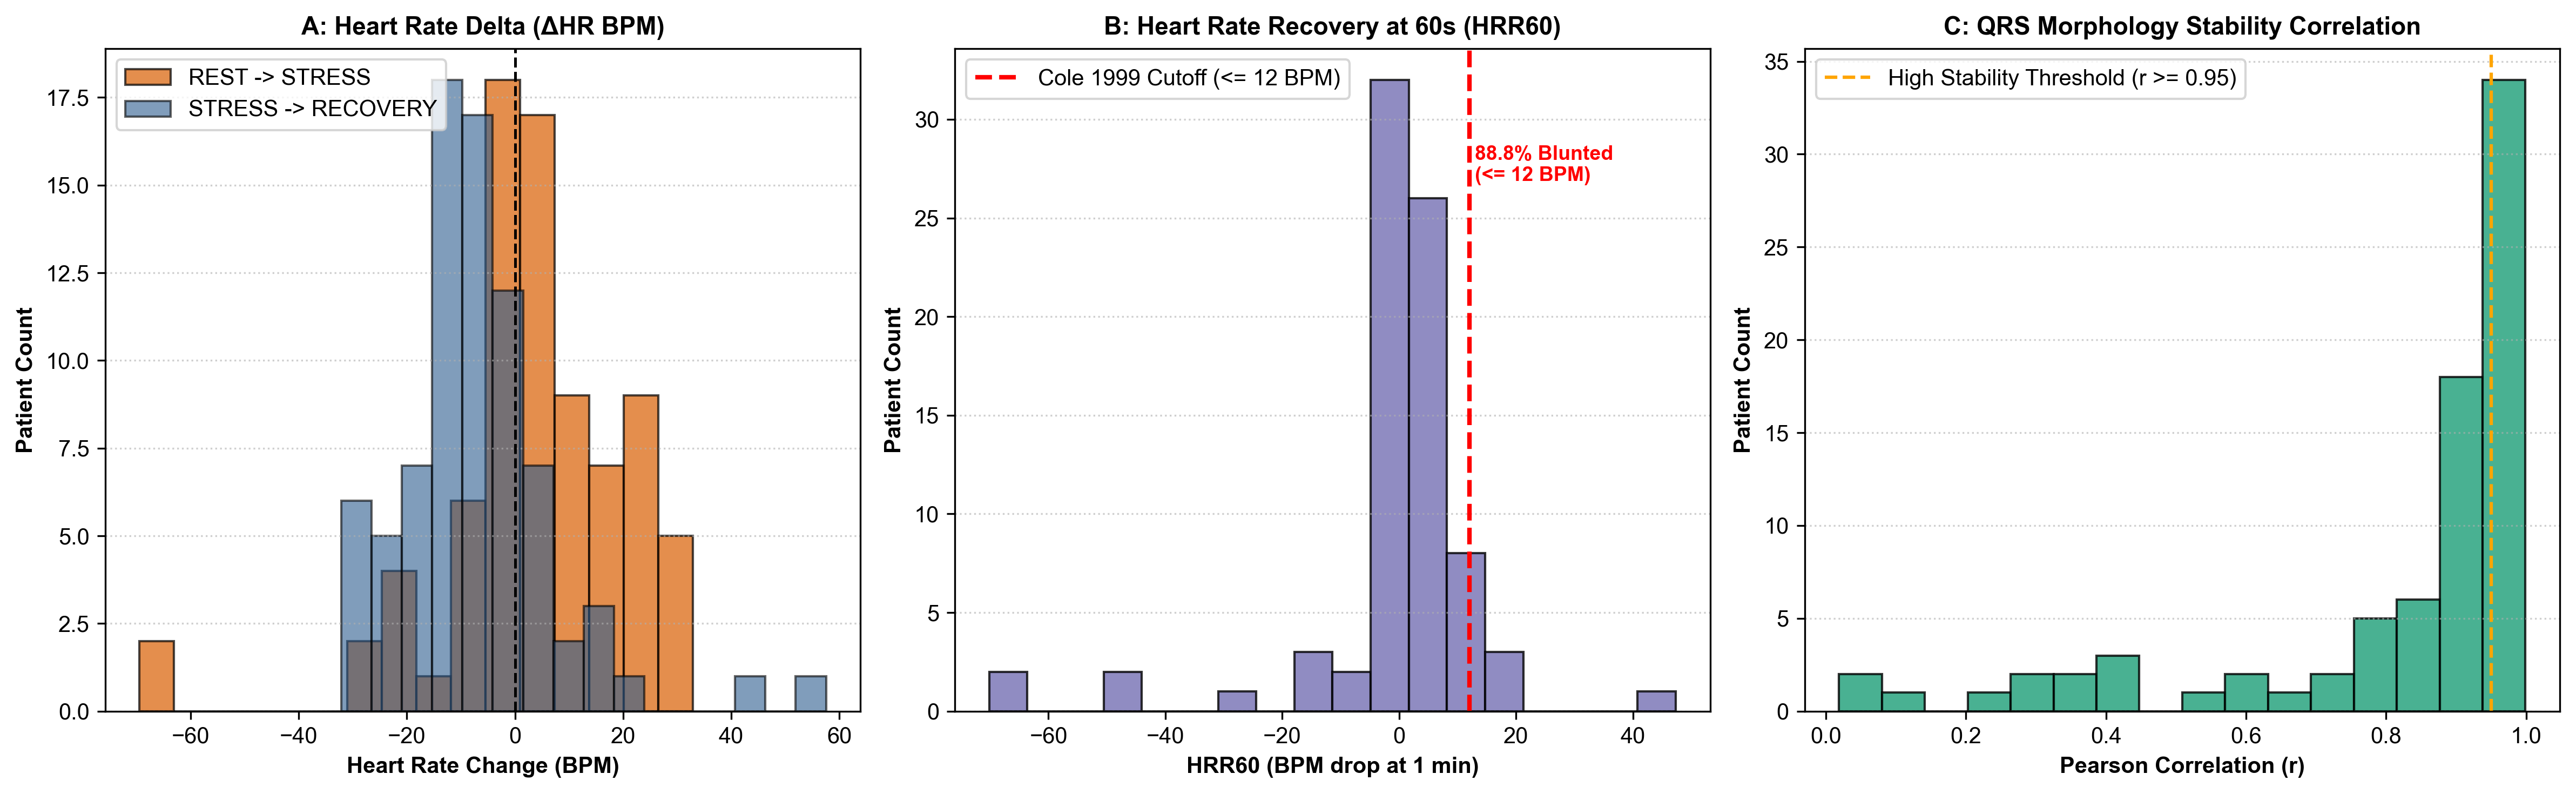 A: Heart Rate Delta (ΔHR BPM)
REST -> STRESS
STRESS -> RECOVERY
Patient Count
17.5
15.0
12.5
10.0
7.5
5.0
2.5
0.0
−60 −40 −20 0 20 40 60
Heart Rate Change (BPM)
B: Heart Rate Recovery at 60s (HRR60)
Cole 1999 Cutoff (<= 12 BPM)
88.8% Blunted
(<= 12 BPM)
Patient Count
30
25
20
15
10
5
0
−60 −40 −20 0 20 40
HRR60 (BPM drop at 1 min)
C: QRS Morphology Stability Correlation
High Stability Threshold (r >= 0.95)
Patient Count
35
30
25
20
15
10
5
0
0.0 0.2 0.4 0.6 0.8 1.0
Pearson Correlation (r)